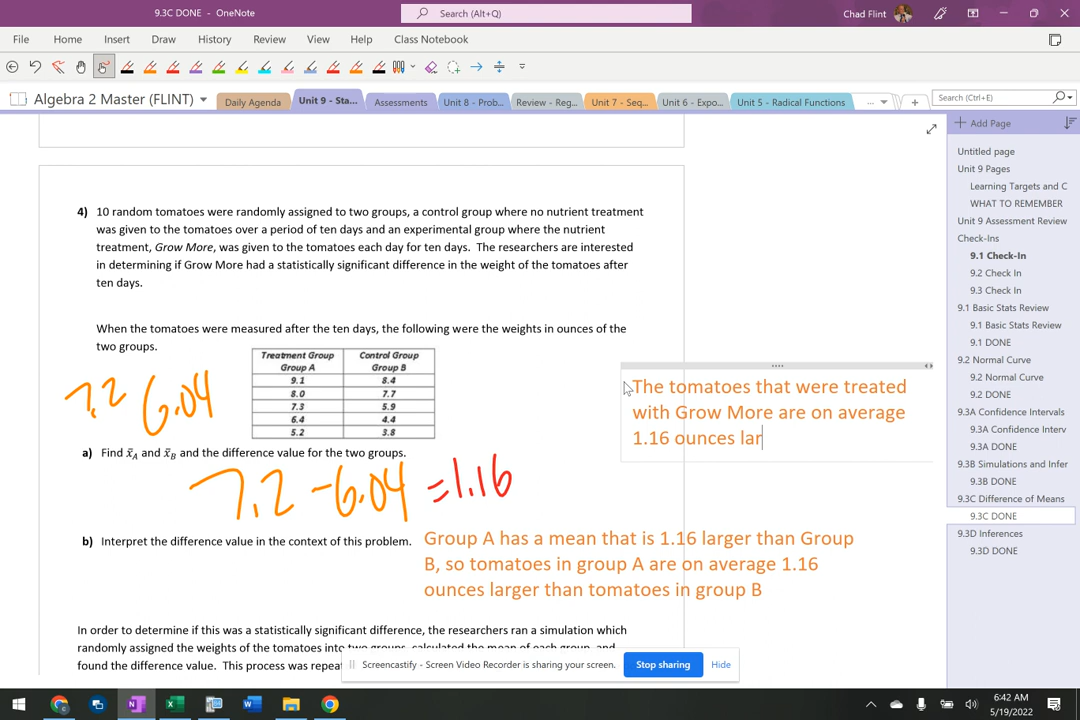 9.3C DONE - OneNote
Search (Alt+Q)
Chad Flint
File Home Insert Draw History Review View Help Class Notebook
Algebra 2 Master (FLINT) Daily Agenda Unit 9 - Sta... Assessments Unit 8 - Prob... Review - Reg... Unit 7 - Seq... Unit 6 - Expo... Unit 5 - Radical Functions ... Search (Ctrl+E)
Add Page
Untitled page
Unit 9 Pages
Learning Targets and C
WHAT TO REMEMBER
Unit 9 Assessment Review
Check-Ins
9.1 Check-In
9.2 Check In
9.3 Check In
9.1 Basic Stats Review
9.1 Basic Stats Review
9.1 DONE
9.2 Normal Curve
9.2 Normal Curve
9.2 DONE
9.3A Confidence Intervals
9.3A Confidence Interv
9.3A DONE
9.3B Simulations and Infer
9.3B DONE
9.3C Difference of Means
9.3C DONE
9.3D Inferences
9.3D DONE
4) 10 random tomatoes were randomly assigned to two groups, a control group where no nutrient treatment
was given to the tomatoes over a period of ten days and an experimental group where the nutrient
treatment, Grow More, was given to the tomatoes each day for ten days. The researchers are interested
in determining if Grow More had a statistically significant difference in the weight of the tomatoes after
ten days.
When the tomatoes were measured after the ten days, the following were the weights in ounces of the
two groups.
Treatment Group Control Group
Group A Group B
9.1 8.4
8.0 7.7
7.3 5.9
6.4 4.4
5.2 3.8
7.2 6.04
The tomatoes that were treated
with Grow More are on average
1.16 ounces lar
a) Find x̄A and x̄B and the difference value for the two groups.
7.2 - 6.04 = 1.16
b) Interpret the difference value in the context of this problem.
Group A has a mean that is 1.16 larger than Group
B, so tomatoes in group A are on average 1.16
ounces larger than tomatoes in group B
In order to determine if this was a statistically significant difference, the researchers ran a simulation which
randomly assigned the weights of the tomatoes into two groups, calculated the mean of each group, and
found the difference value. This process was repea
Screencastify - Screen Video Recorder is sharing your screen. Stop sharing Hide
6:42 AM
5/19/2022